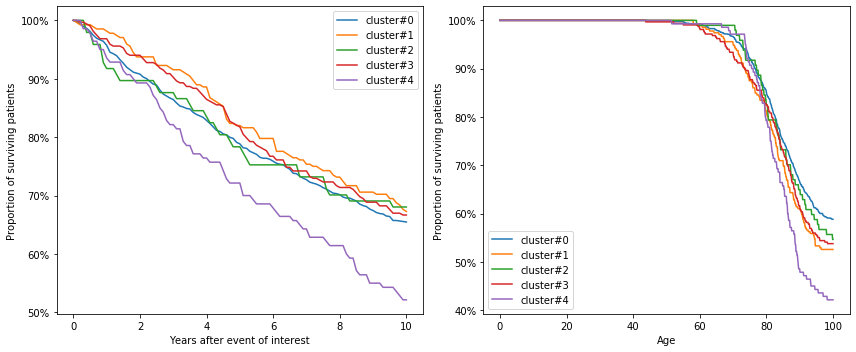 100%
90%
80%
70%
60%
50%
Proportion of surviving patients
0
2
4
6
8
10
Years after event of interest
cluster#0
cluster#1
cluster#2
cluster#3
cluster#4
100%
90%
80%
70%
60%
50%
40%
Proportion of surviving patients
cluster#0
cluster#1
cluster#2
cluster#3
cluster#4
0
20
40
60
80
100
Age